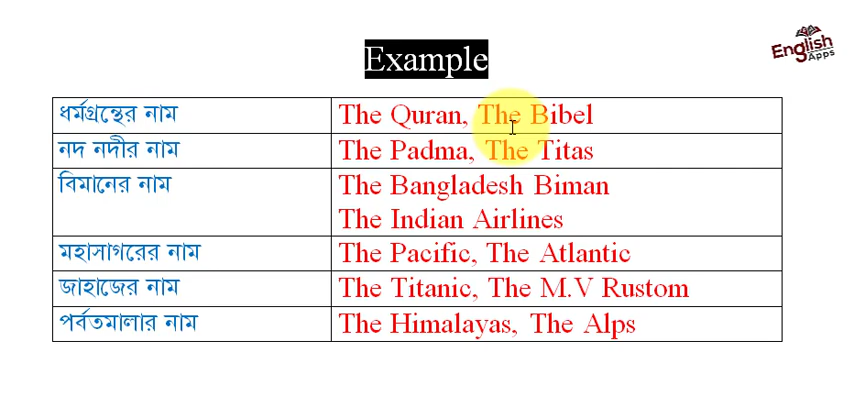 English
Apps
Example
ধর্মগ্রন্থের নাম The Quran, The Bibel
নদ নদীর নাম The Padma, The Titas
বিমানের নাম The Bangladesh Biman
The Indian Airlines
মহাসাগরের নাম The Pacific, The Atlantic
জাহাজের নাম The Titanic, The M.V Rustom
পর্বতমালার নাম The Himalayas, The Alps